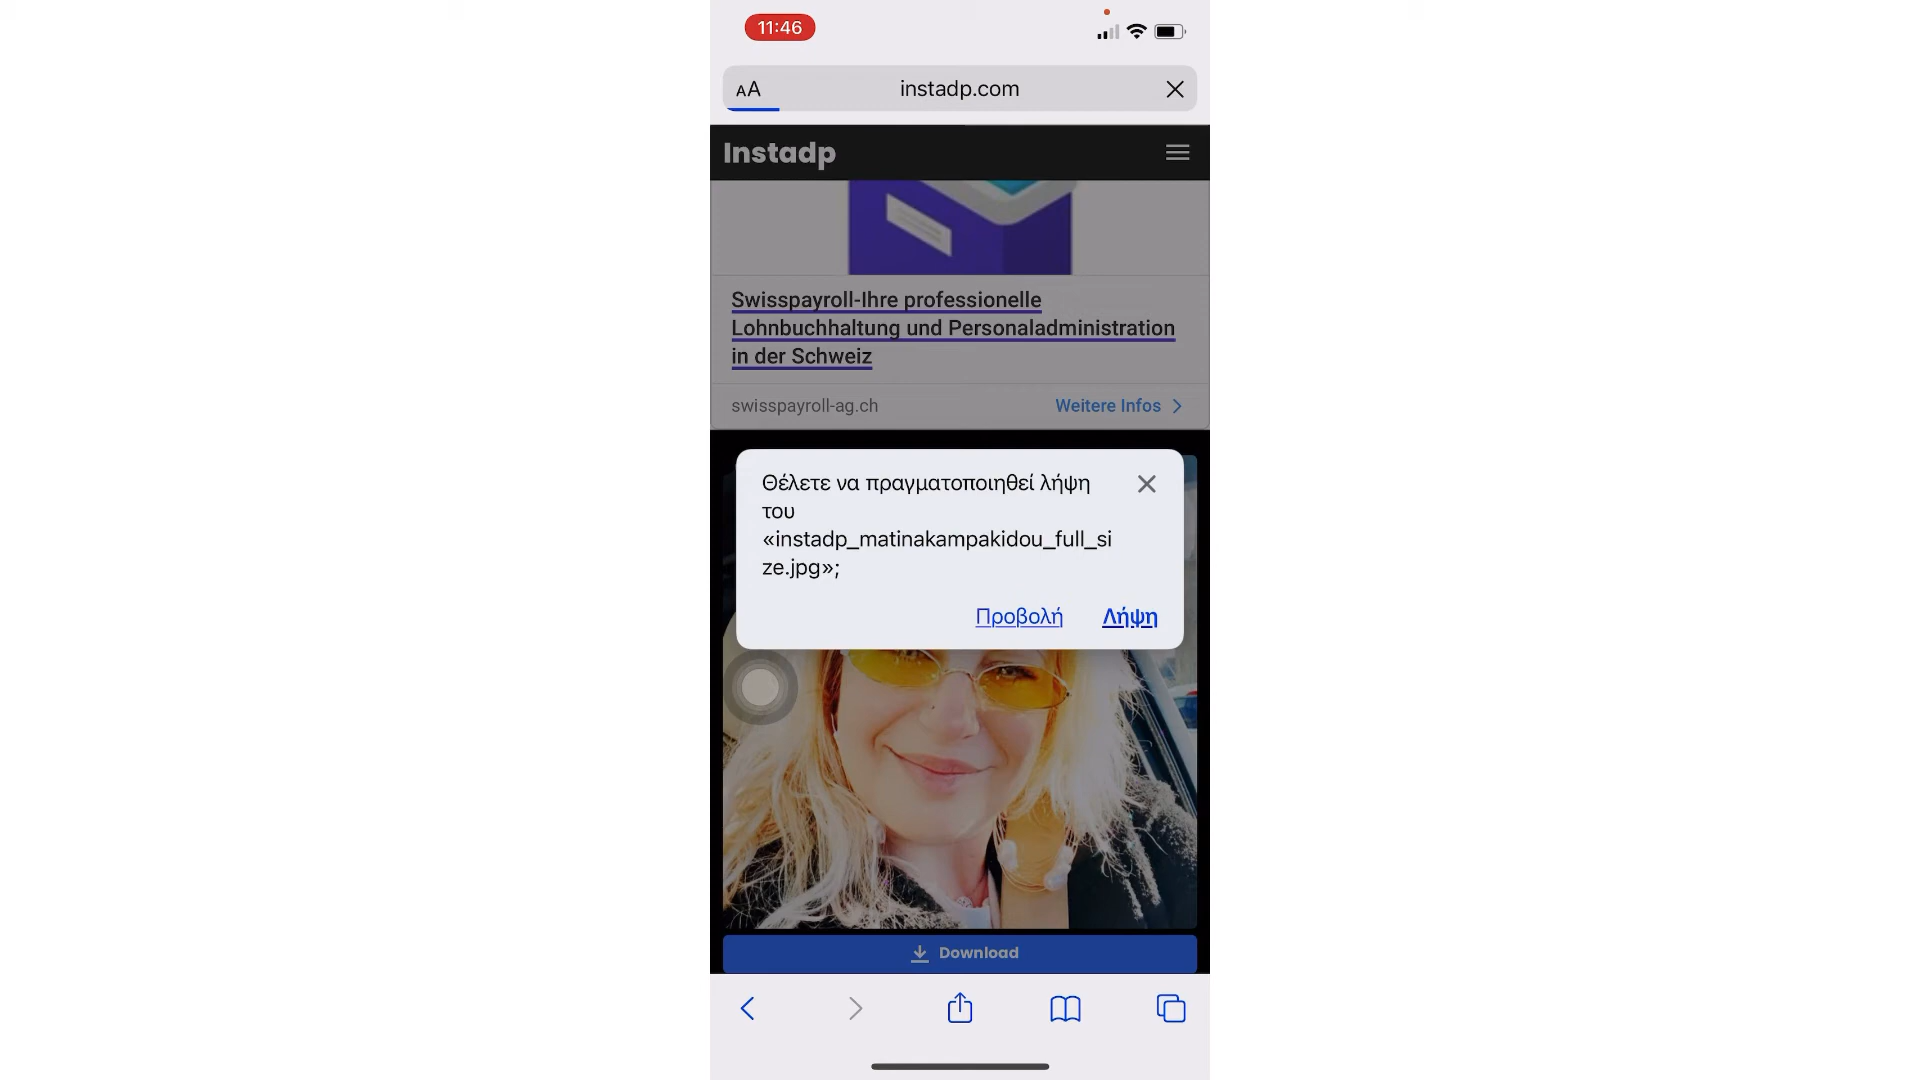 11:46
AA
instadp.com
Instadp
Swisspayroll-Ihre professionelle
Lohnbuchhaltung und Personaladministration
in der Schweiz
swisspayroll-ag.ch
Weitere Infos
Θέλετε να πραγματοποιηθεί λήψη
του
«instadp_matinakampakidou_full_si
ze.jpg»;
Προβολή
Λήψη
Download